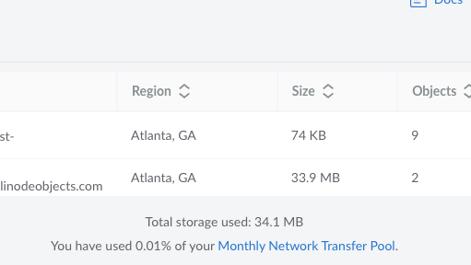 Docs
Region Size Objects
st- Atlanta, GA 74 KB 9
linodeobjects.com Atlanta, GA 33.9 MB 2
Total storage used: 34.1 MB
You have used 0.01% of your Monthly Network Transfer Pool.